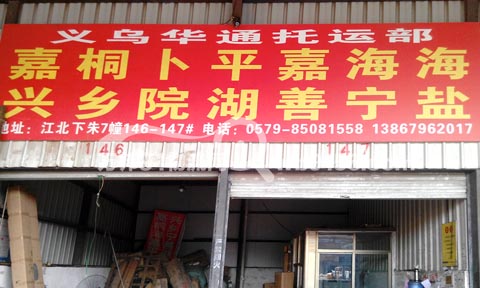 义乌华通托运部
嘉桐卜平嘉海海
兴乡院湖善宁盐
地址：江北下朱7幢146-147# 电话：0579-85081558 13867962017
146
147